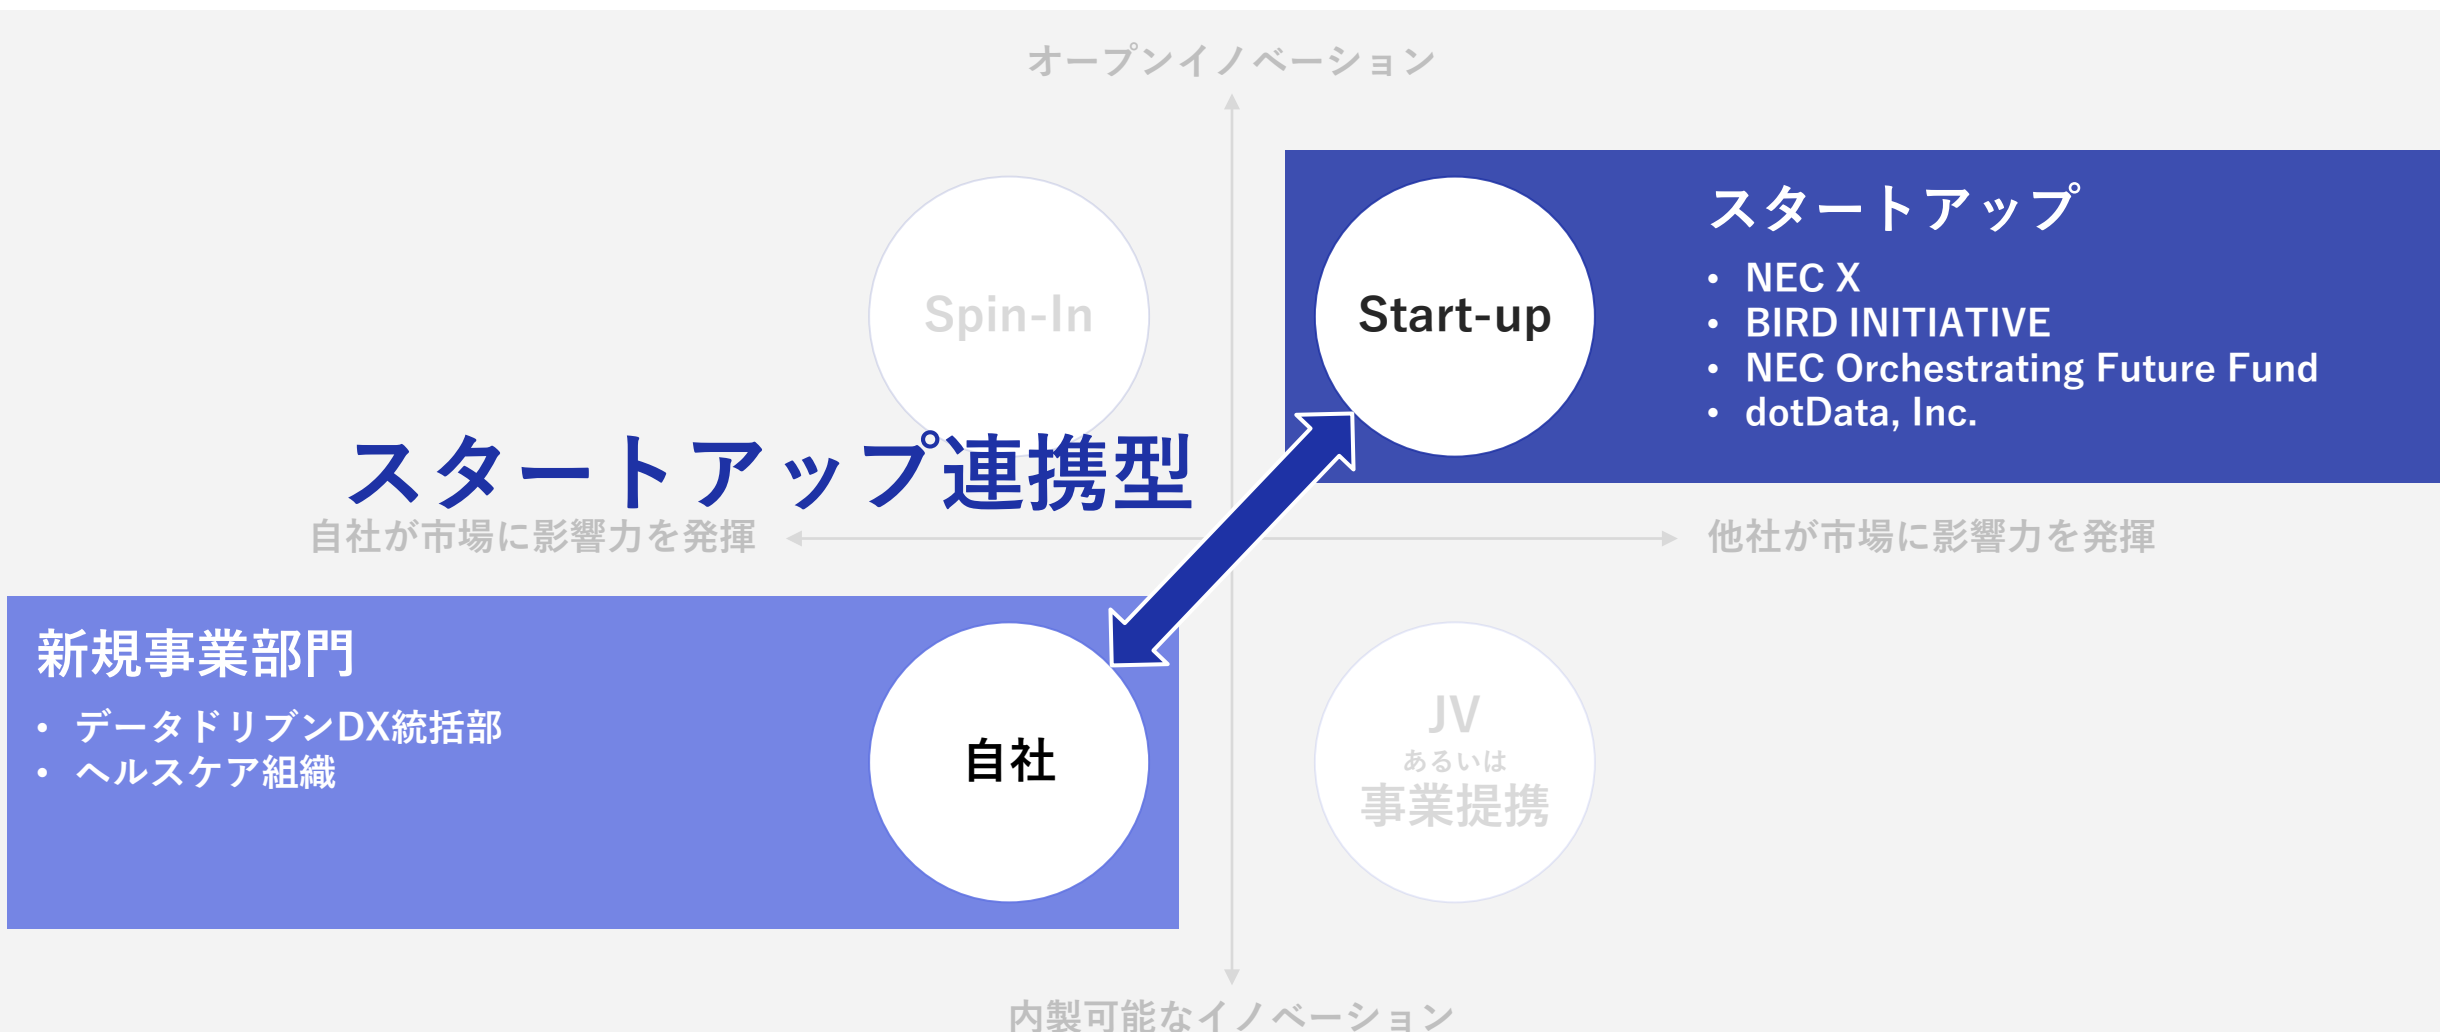 オープンイノベーション
Spin-In
Start-up
スタートアップ
• NEC X
• BIRD INITIATIVE
• NEC Orchestrating Future Fund
• dotData, Inc.
スタートアップ連携型
自社が市場に影響力を発揮
他社が市場に影響力を発揮
新規事業部門
• データドリブンDX統括部
• ヘルスケア組織
自社
JV
あるいは
事業提携
内製可能なイノベーション